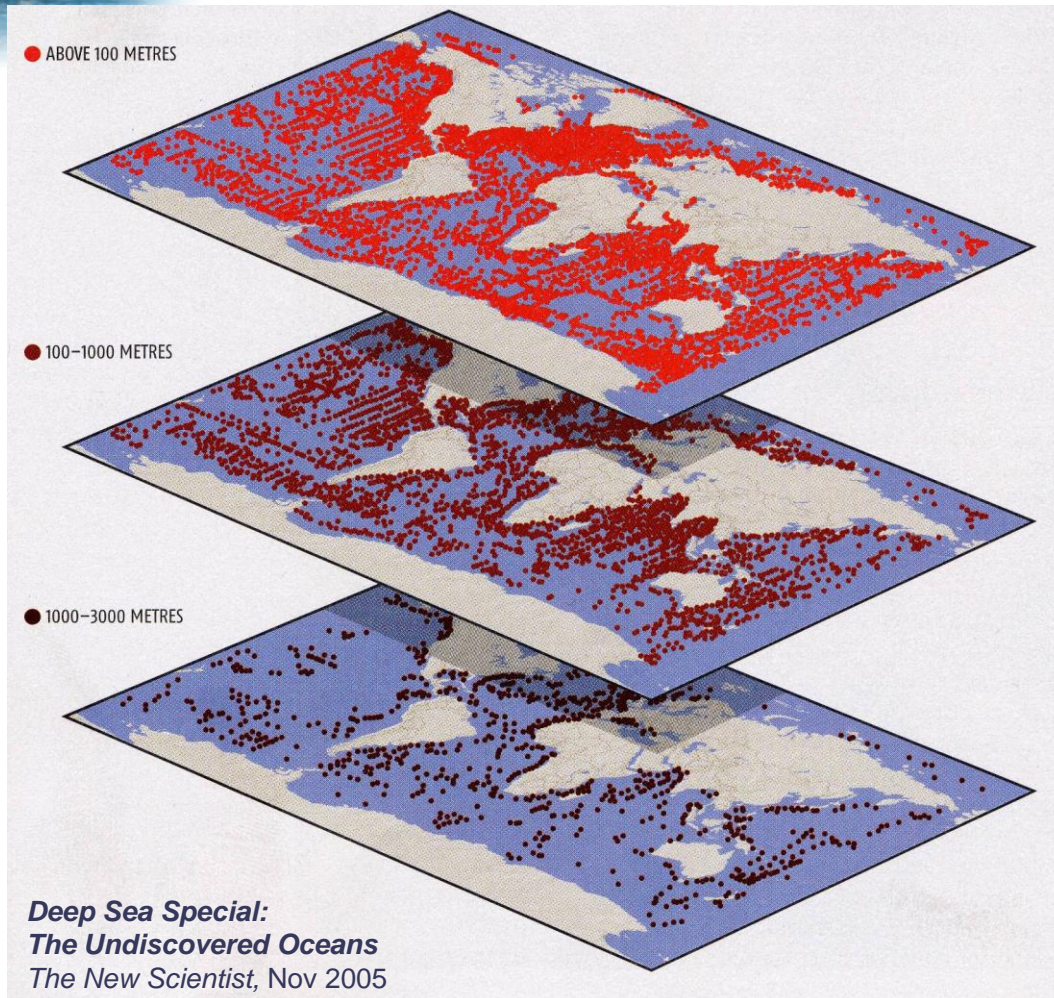 ABOVE 100 METRES
100–1000 METRES
1000–3000 METRES
Deep Sea Special:
The Undiscovered Oceans
The New Scientist, Nov 2005